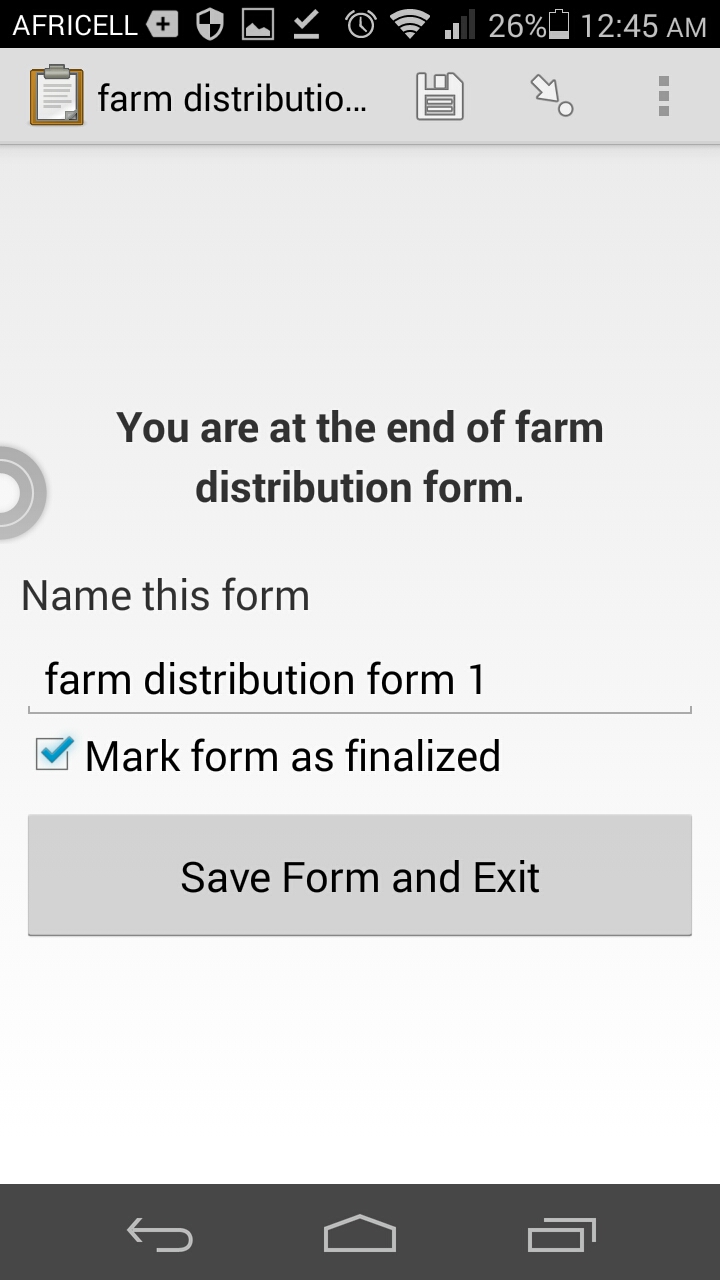 AFRICELL 26% 12:45 AM
farm distributio...
You are at the end of farm
distribution form.
Name this form
farm distribution form 1
Mark form as finalized
Save Form and Exit